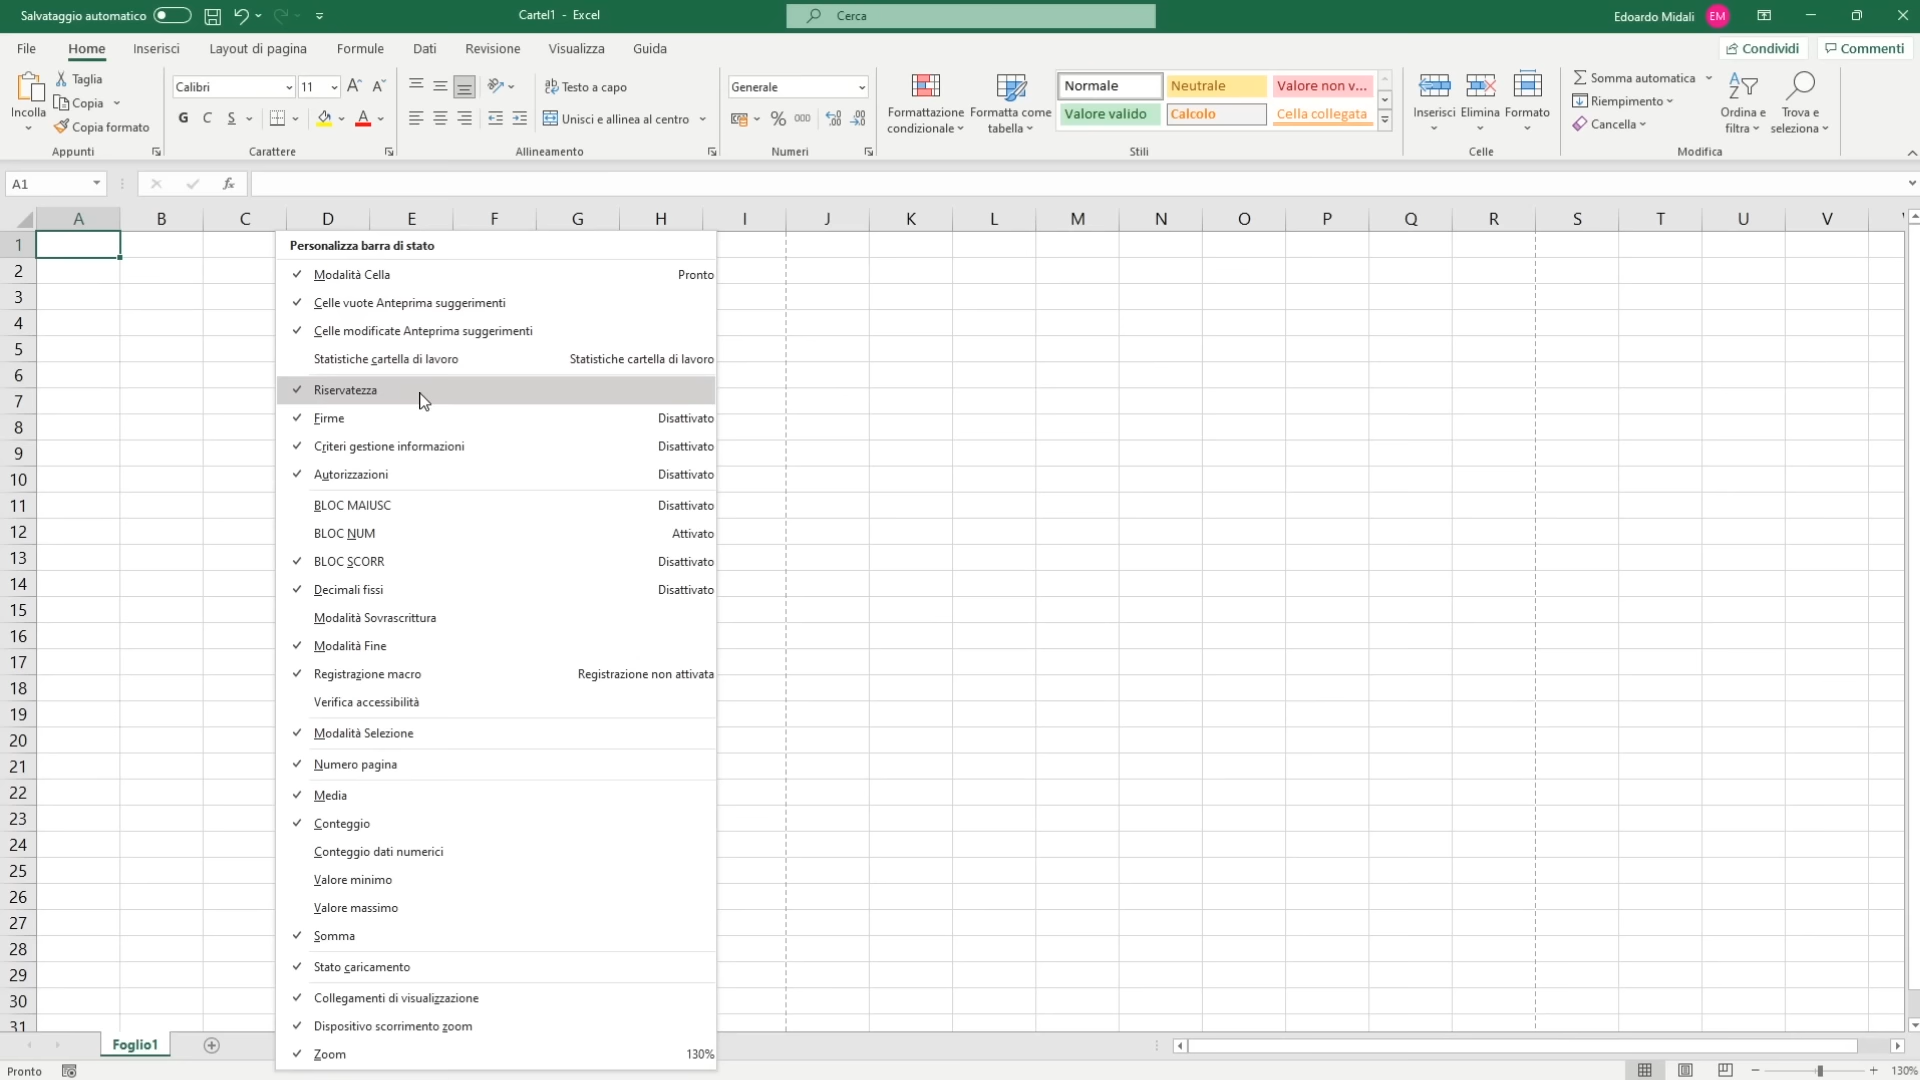 Salvataggio automatico
Cartel1 - Excel
Cerca
Edoardo Midali
EM
File
Home
Inserisci
Layout di pagina
Formule
Dati
Revisione
Visualizza
Guida
Condividi
Commenti
Incolla
Taglia
Copia
Copia formato
Appunti
Calibri
11
G
C
S
A
Carattere
Testo a capo
Unisci e allinea al centro
Allineamento
Generale
%
000
Numeri
Formattazione
condizionale
Formatta come
tabella
Normale
Neutrale
Valore non v...
Valore valido
Calcolo
Cella collegata
Stili
Inserisci
Elimina
Formato
Celle
Somma automatica
Riempimento
Cancella
Ordina e
filtra
Trova e
seleziona
Modifica
A1
fx
A B C D E F G H I J K L M N O P Q R S T U V
1
2
3
4
5
6
7
8
9
10
11
12
13
14
15
16
17
18
19
20
21
22
23
24
25
26
27
28
29
30
31
Personalizza barra di stato
Modalità Cella Pronto
Celle vuote Anteprima suggerimenti
Celle modificate Anteprima suggerimenti
Statistiche cartella di lavoro Statistiche cartella di lavoro
Riservatezza
Firme Disattivato
Criteri gestione informazioni Disattivato
Autorizzazioni Disattivato
BLOC MAIUSC Disattivato
BLOC NUM Attivato
BLOC SCORR Disattivato
Decimali fissi Disattivato
Modalità Sovrascrittura
Modalità Fine
Registrazione macro Registrazione non attivata
Verifica accessibilità
Modalità Selezione
Numero pagina
Media
Conteggio
Conteggio dati numerici
Valore minimo
Valore massimo
Somma
Stato caricamento
Collegamenti di visualizzazione
Dispositivo scorrimento zoom
Zoom 130%
Foglio1
Pronto
130%